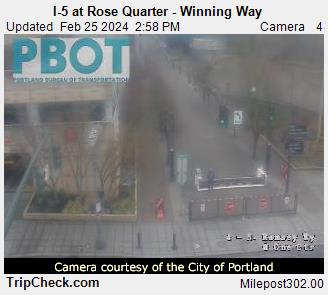 I-5 at Rose Quarter - Winning Way
Updated Feb 25 2024 2:58 PM Camera 4
PBOT
PORTLAND BUREAU OF TRANSPORTATION
Camera courtesy of the City of Portland
TripCheck.com Milepost302.00